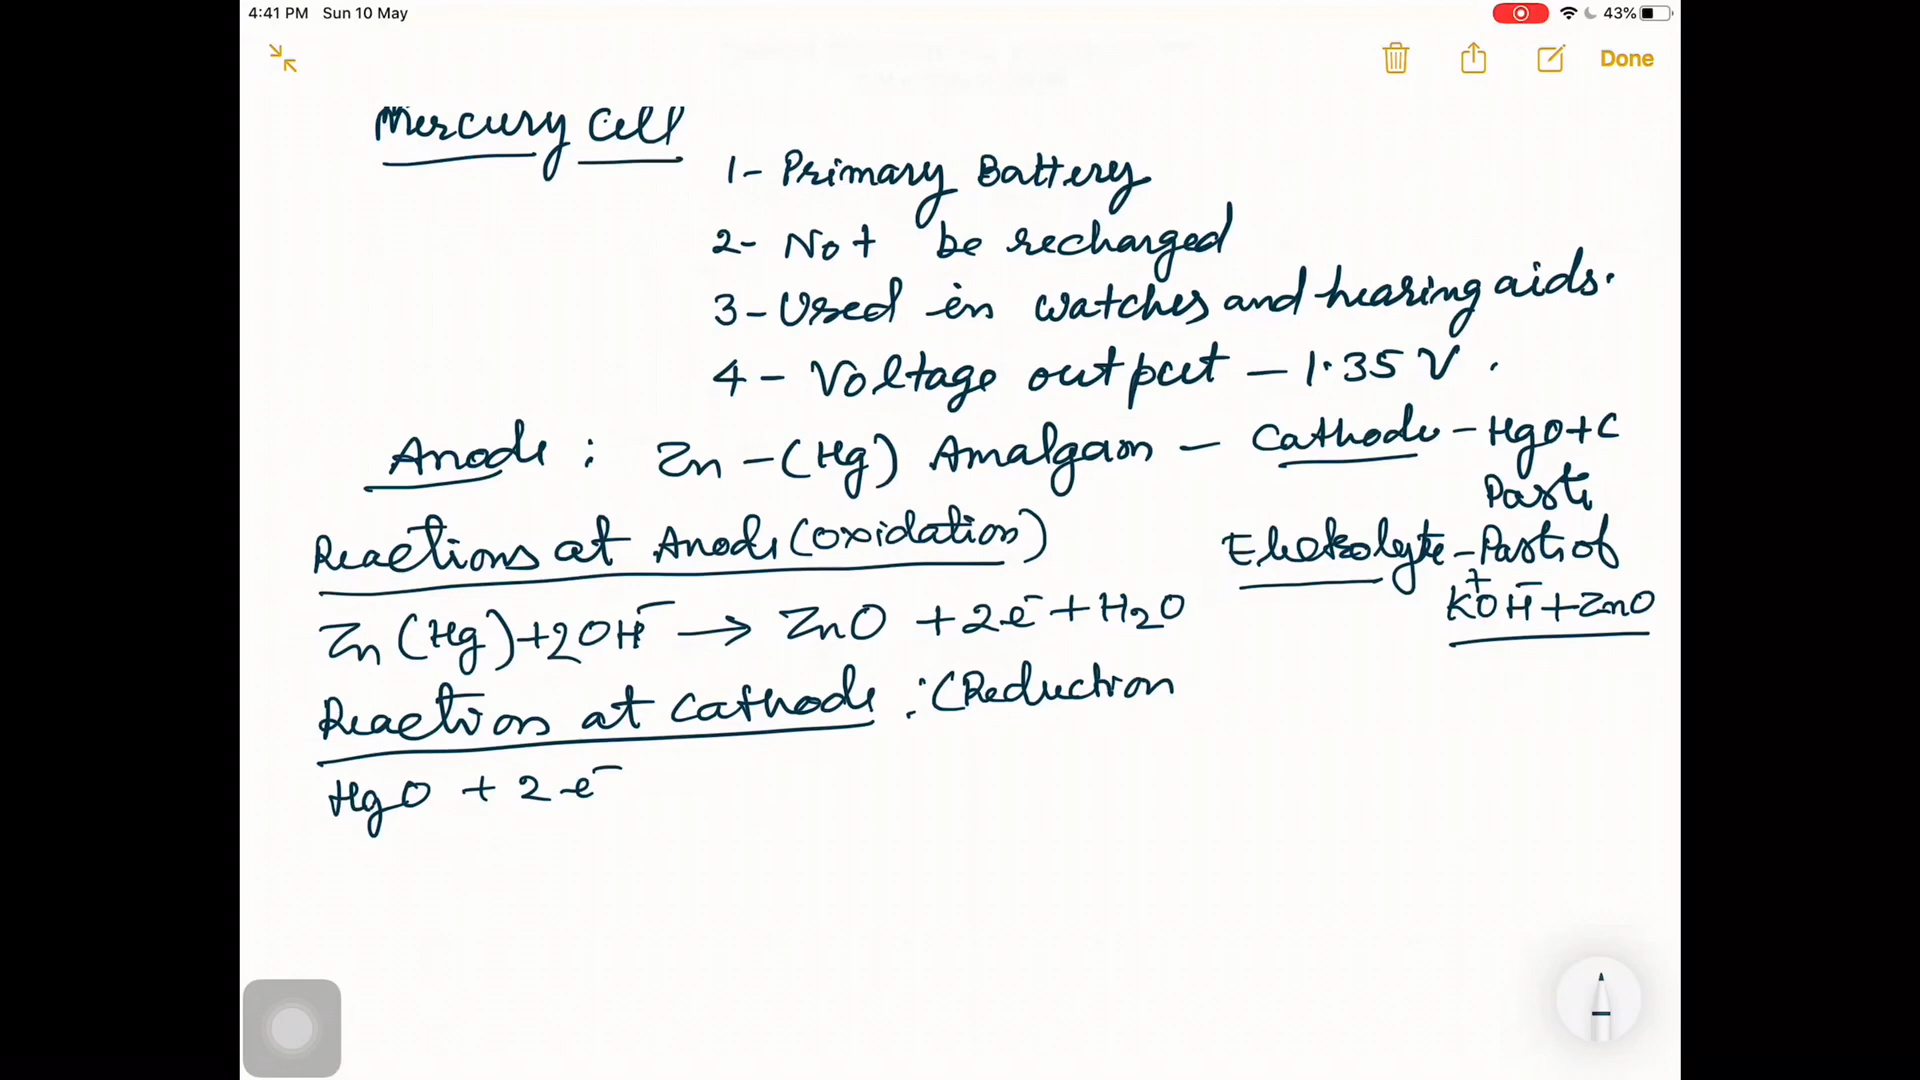 4:41 PM Sun 10 May 43%
Done
Mercury Cell
1- Primary Battery
2- Not be recharged
3- Used in watches and hearing aids.
4- Voltage output - 1.35 V.
Anode : Zn-(Hg) Amalgam - Cathode - HgO+C
Paste
Reactions at Anode (oxidation)
Electrolyte - Paste of
K⁺OH⁻+ZnO
Zn(Hg)+2OH⁻ → ZnO + 2e⁻ + H₂O
Reaction at Cathode : (Reduction
HgO + 2e⁻